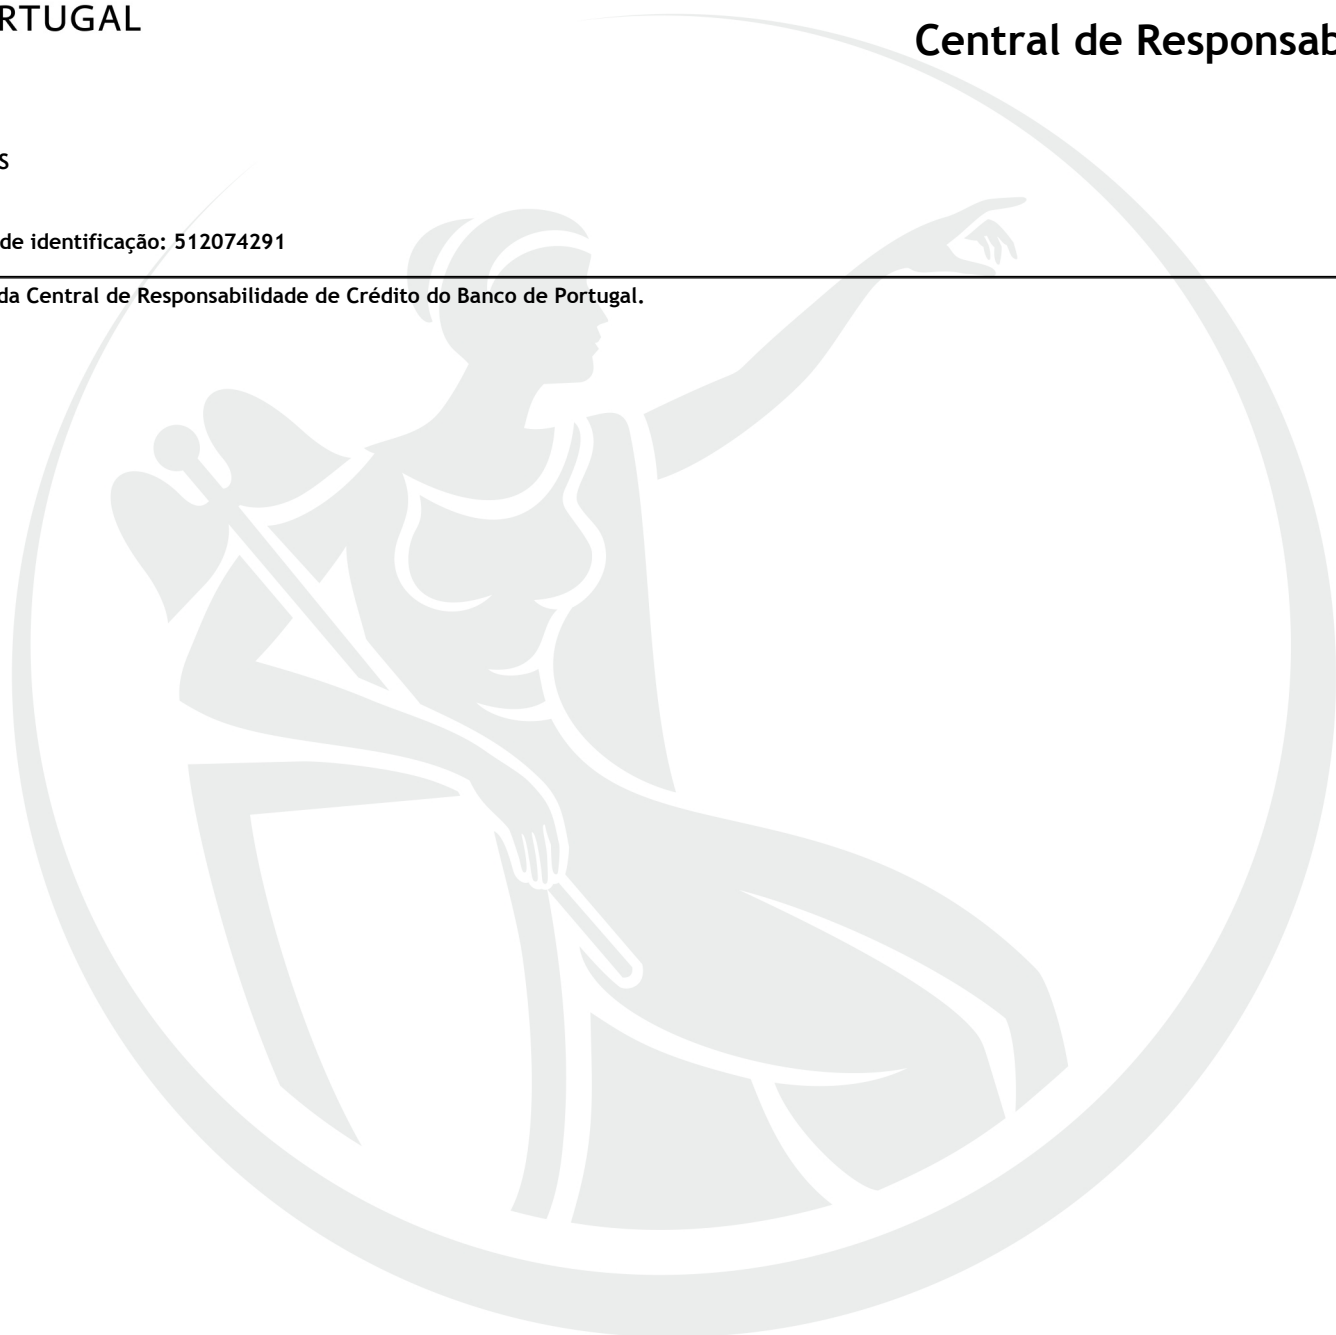 RTUGAL
Central de Responsab
s
de identificação: 512074291
da Central de Responsabilidade de Crédito do Banco de Portugal.